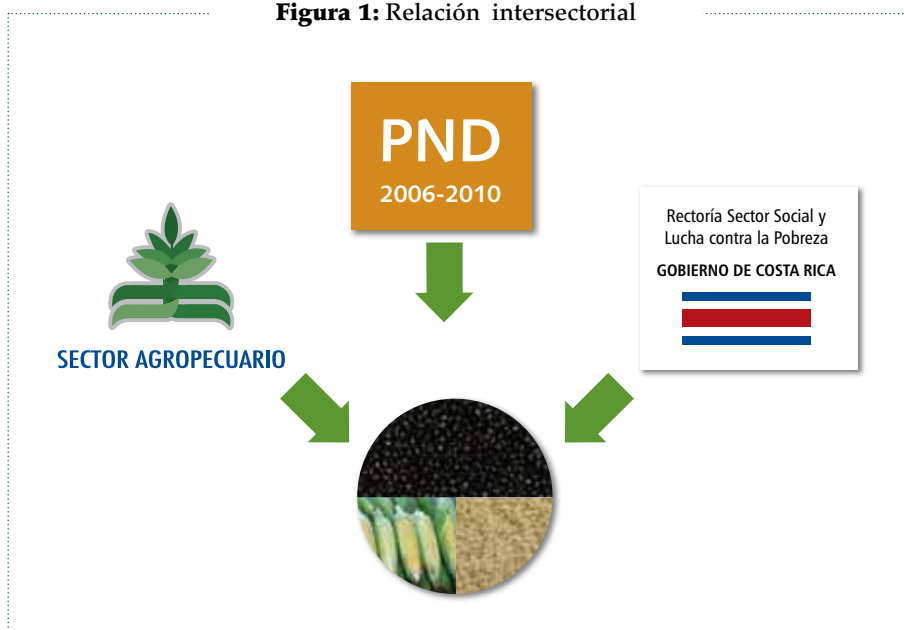 Figura 1: Relación intersectorial
PND
2006-2010
Rectoría Sector Social y
Lucha contra la Pobreza
GOBIERNO DE COSTA RICA
SECTOR AGROPECUARIO